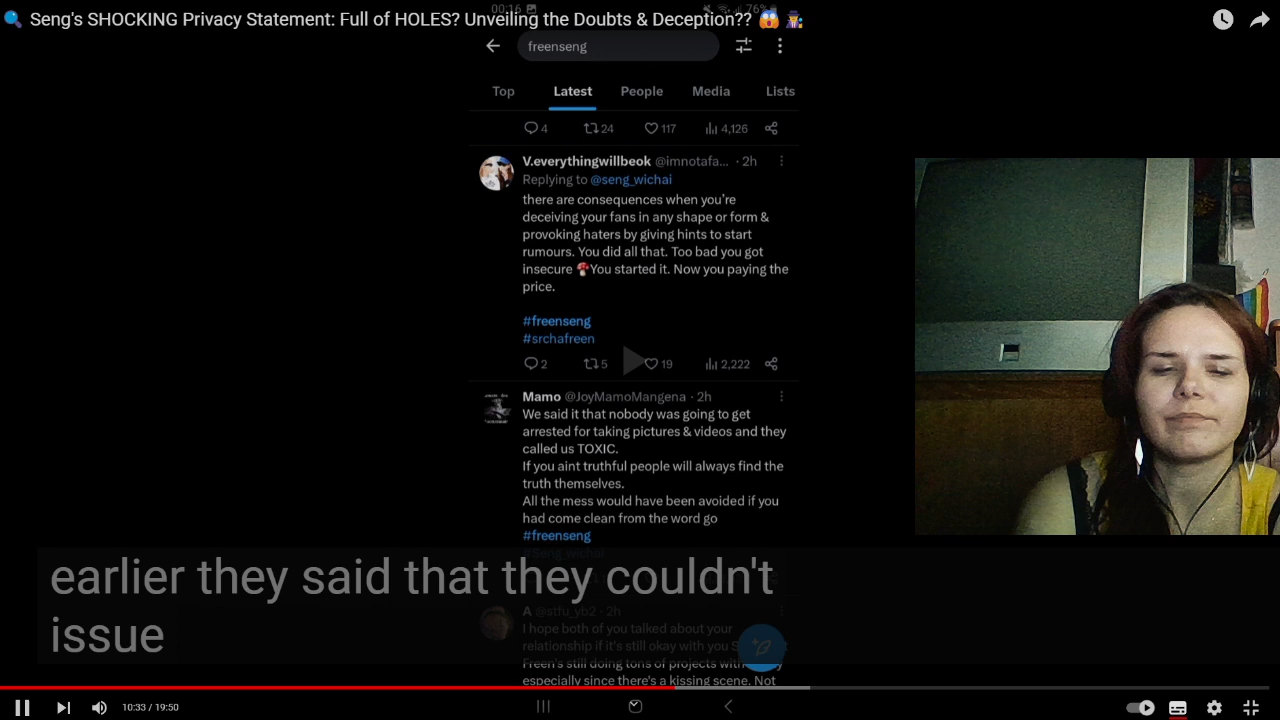 🔍 Seng's SHOCKING Privacy Statement: Full of HOLES? Unveiling the Doubts & Deception?? 😱 🕵️
00:16
76%
freenseng
Top Latest People Media Lists
4 24 117 4,126
V.everythingwillbeok @imnotafa... · 2h
Replying to @seng_wichai
there are consequences when you're
deceiving your fans in any shape or form &
provoking haters by giving hints to start
rumours. You did all that. Too bad you got
insecure 🍄You started it. Now you paying the
price.
#freenseng
#srchafreen
2 5 19 2,222
Mamo @JoyMamoMangena · 2h
We said it that nobody was going to get
arrested for taking pictures & videos and they
called us TOXIC.
If you aint truthful people will always find the
truth themselves.
All the mess would have been avoided if you
had come clean from the word go
#freenseng
#Seng_wichai
earlier they said that they couldn't
issue
A @stfu_yb2 · 2h
I hope both of you talked about your
relationship if it's still okay with you S
Freen's still doing tons of projects with
especially since there's a kissing scene. Not
10:33 / 19:50